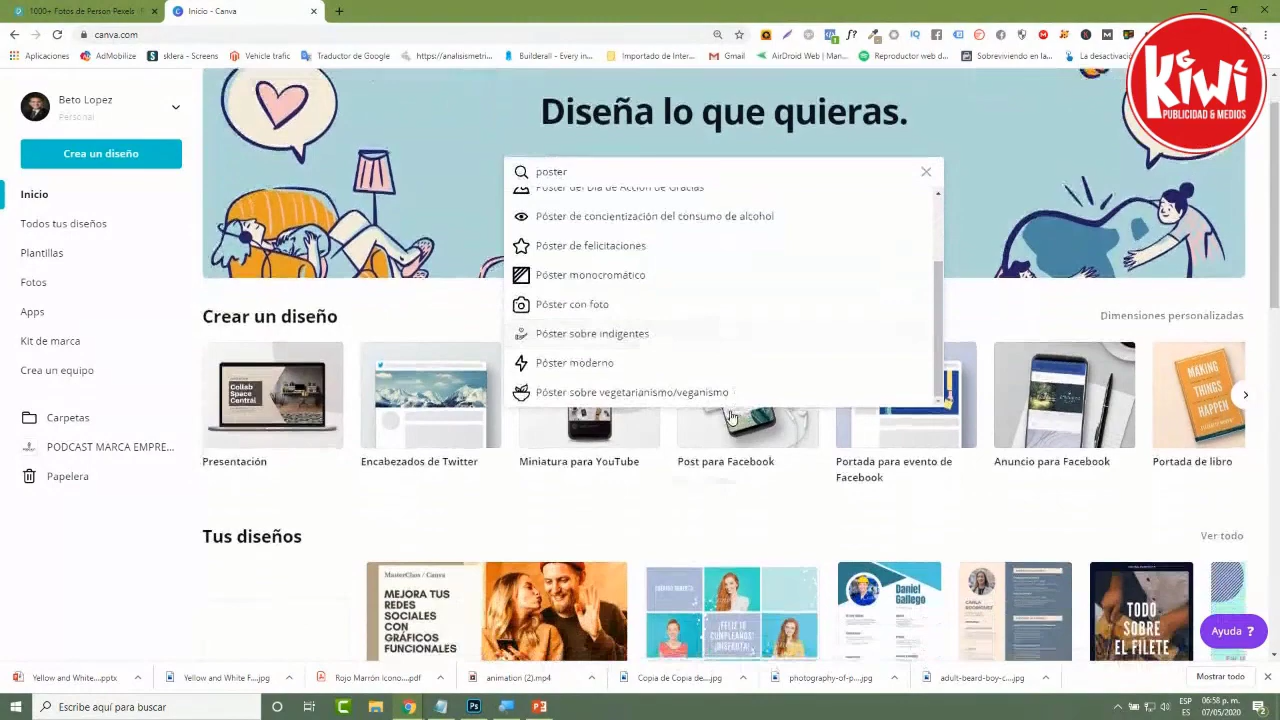 1000+ Fotos de Person Pexels
Inicio - Canva
canva.com
Aplicaciones
AdMobispy
sklera - Screens
Vehicle traffic
Traductor de Google
https://analisismetri...
Builderall - Every in...
Importado de Inter...
Gmail
AirDroid Web | Man...
Reproductor web d...
Sobreviviendo en la...
La desactivació
KiWi
PUBLICIDAD & MEDIOS
Beto Lopez
Personal
Crea un diseño
Inicio
Todos tus diseños
Plantillas
Fotos
Apps
Kit de marca
Crea un equipo
Carpetas
PODCAST MARCA EMPRE...
Papelera
Diseña lo que quieras.
poster
Póster del Día de Acción de Gracias
Póster de concientización del consumo de alcohol
Póster de felicitaciones
Póster monocromático
Póster con foto
Póster sobre indigentes
Póster moderno
Póster sobre vegetarianismo/veganismo
Crear un diseño
Dimensiones personalizadas
Collab
Space
Central
MAKING
THINGS
HAPPEN
Presentación
Encabezados de Twitter
Miniatura para YouTube
Post para Facebook
Portada para evento de
Facebook
Anuncio para Facebook
Portada de libro
Tus diseños
Ver todo
MasterClass / Canva
MEJORA TUS
REDES
SOCIALES
CON
GRÁFICOS
FUNCIONALES
Daniel
Gallego
TODO
SOBRE
EL FILETE
Ayuda ?
Yellow and White....png
Yellow and White F....jpg
Rojo Marrón Icono....pdf
animation (2).mp4
Copia de Copia de....jpg
photography-of-p....jpg
adult-beard-boy-c....jpg
Mostrar todo
Escribe aquí para buscar
ESP
ES
06:58 p. m.
07/05/2020